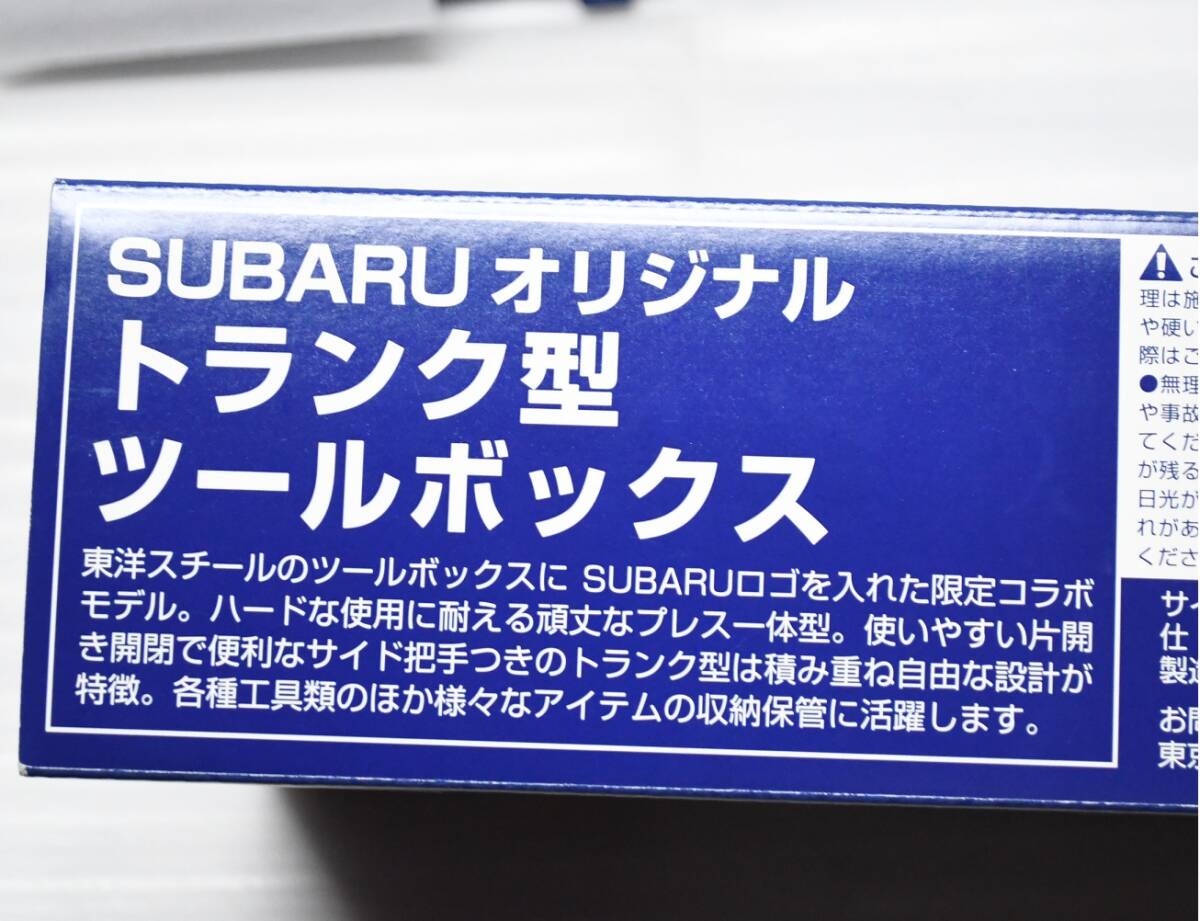 SUBARU オリジナル
トランク型
ツールボックス
東洋スチールのツールボックスに SUBARUロゴを入れた限定コラボ
モデル。ハードな使用に耐える頑丈なプレス一体型。使いやすい片開
き開閉で便利なサイド把手つきのトランク型は積み重ね自由な設計が
特徴。各種工具類のほか様々なアイテムの収納保管に活躍します。
理は施
や硬い
際はご
●無理
や事故
てくだ
が残る
日光が
れがあ
くださ
サイ
仕
製造
お問
東京